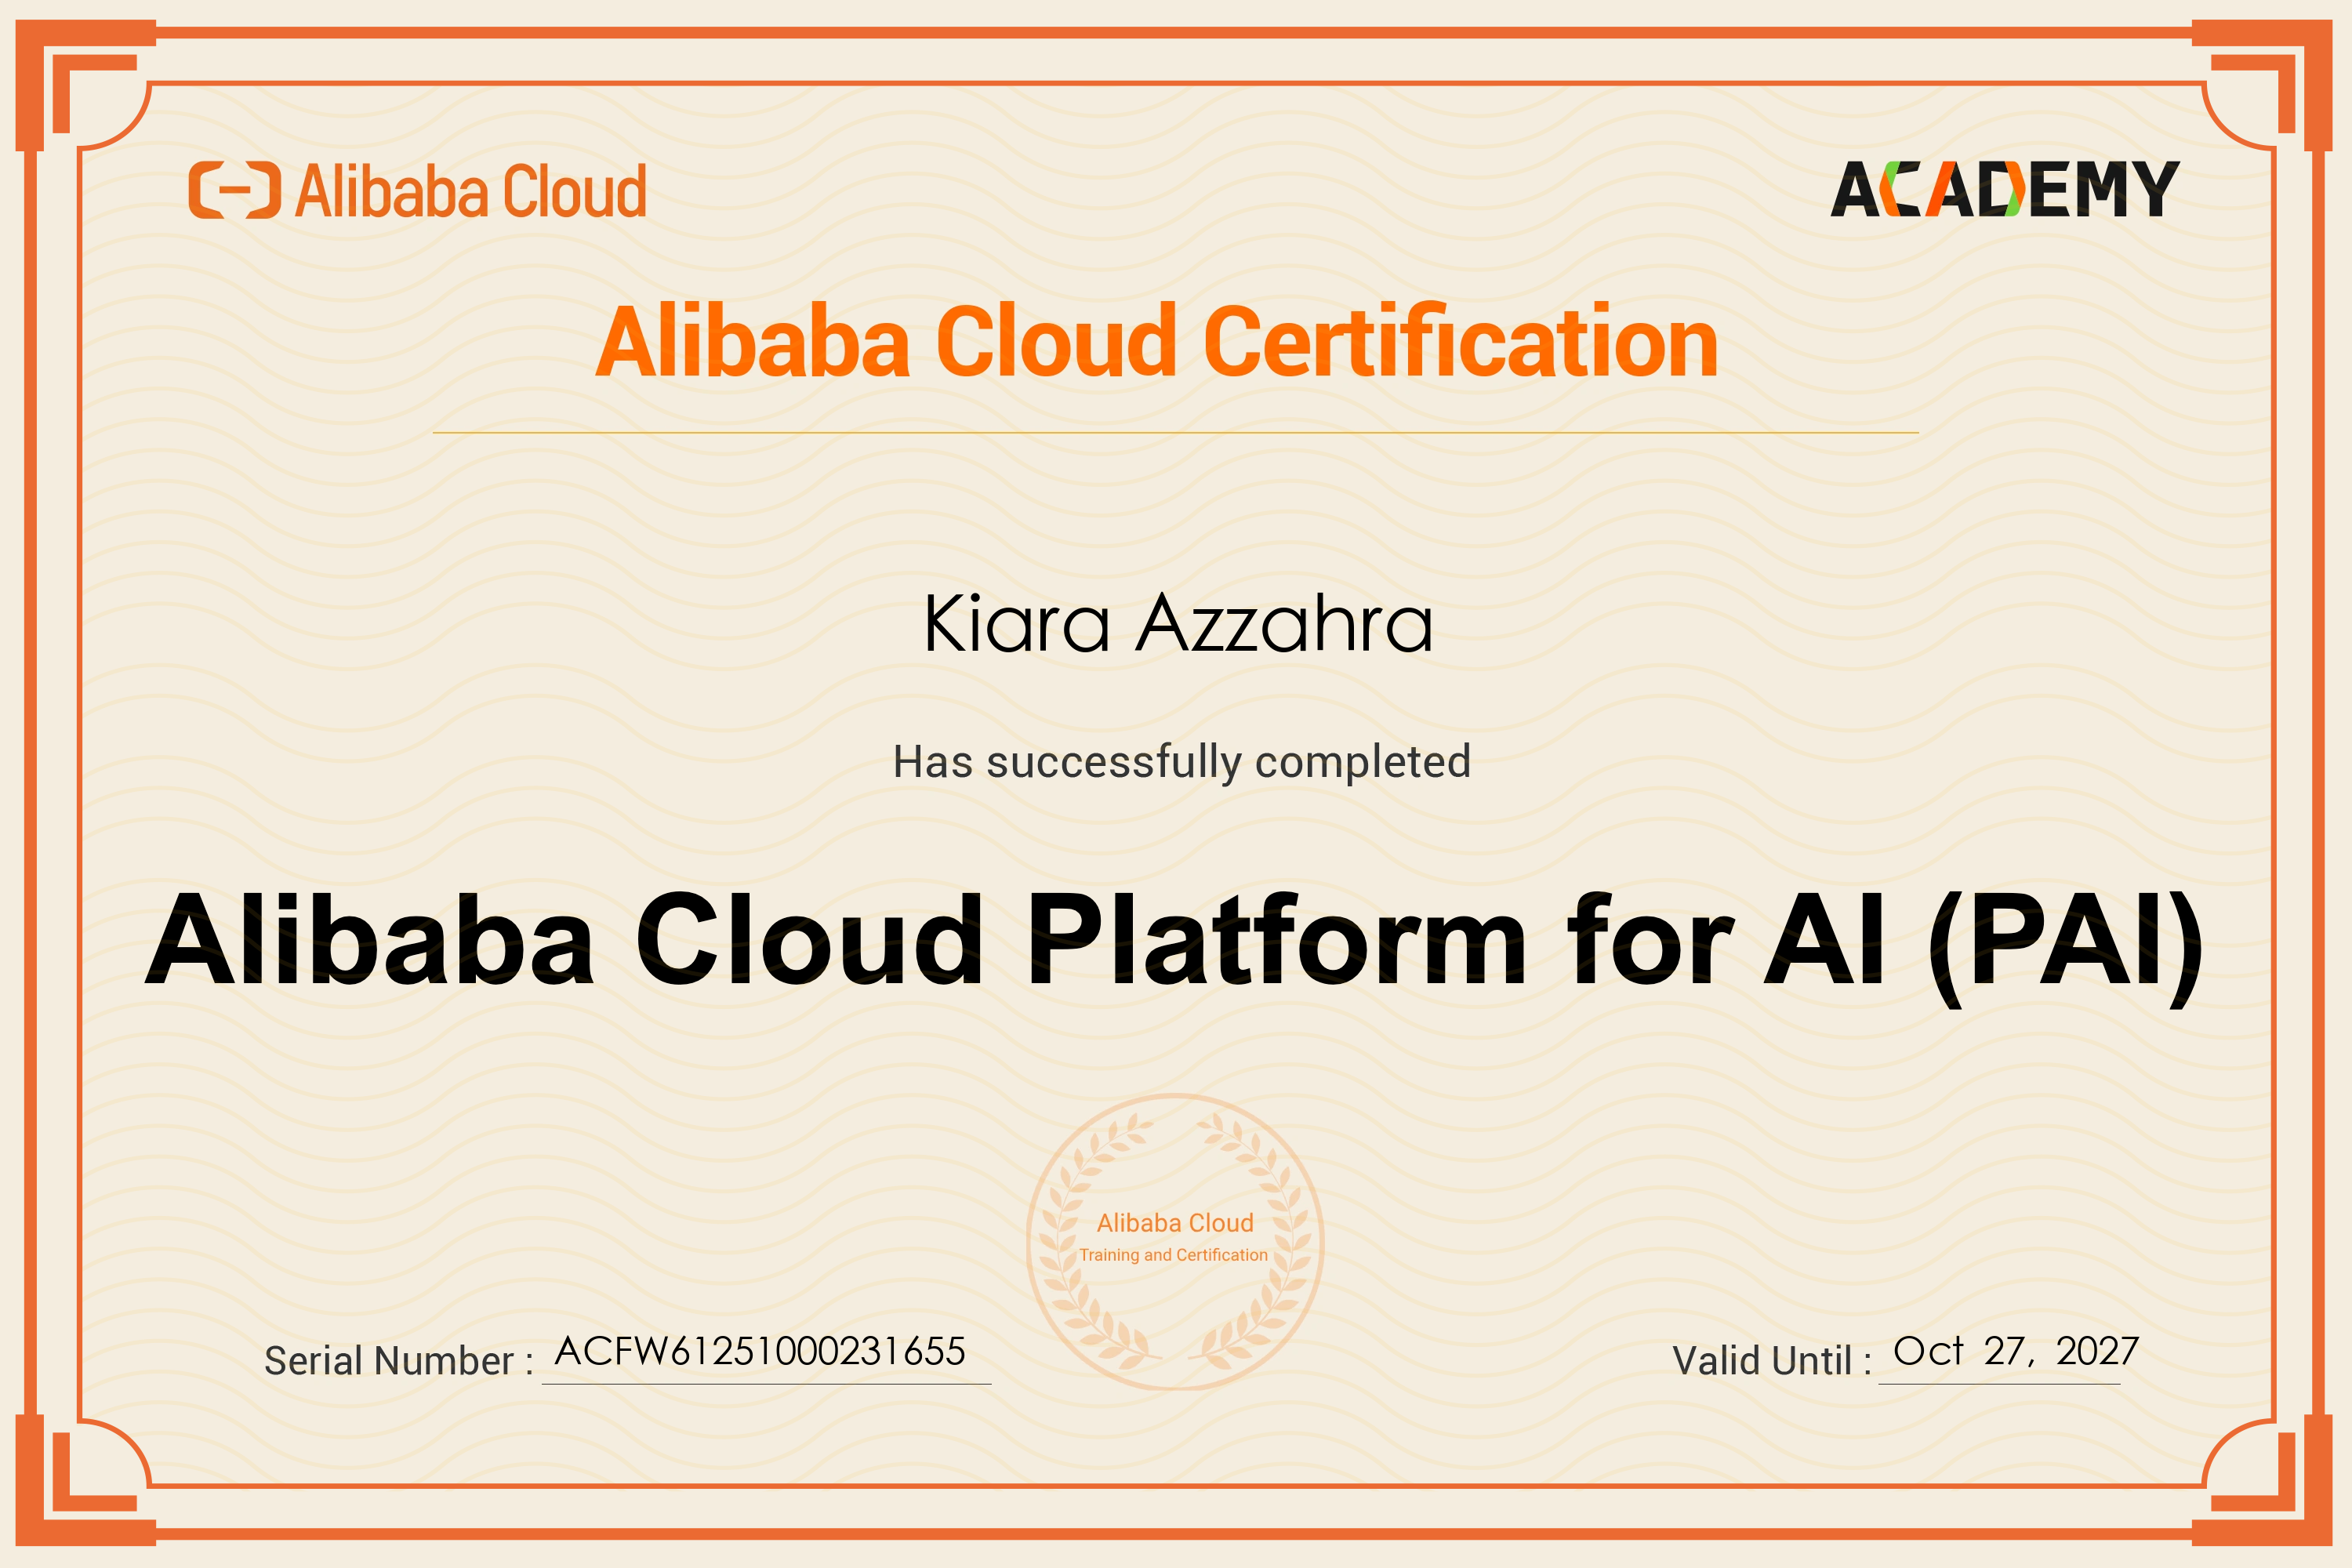 Alibaba Cloud
ACADEMY
Alibaba Cloud Certification
Kiara Azzahra
Has successfully completed
Alibaba Cloud Platform for AI (PAI)
Alibaba Cloud
Training and Certification
Serial Number : ACFW61251000231655
Valid Until : Oct 27, 2027